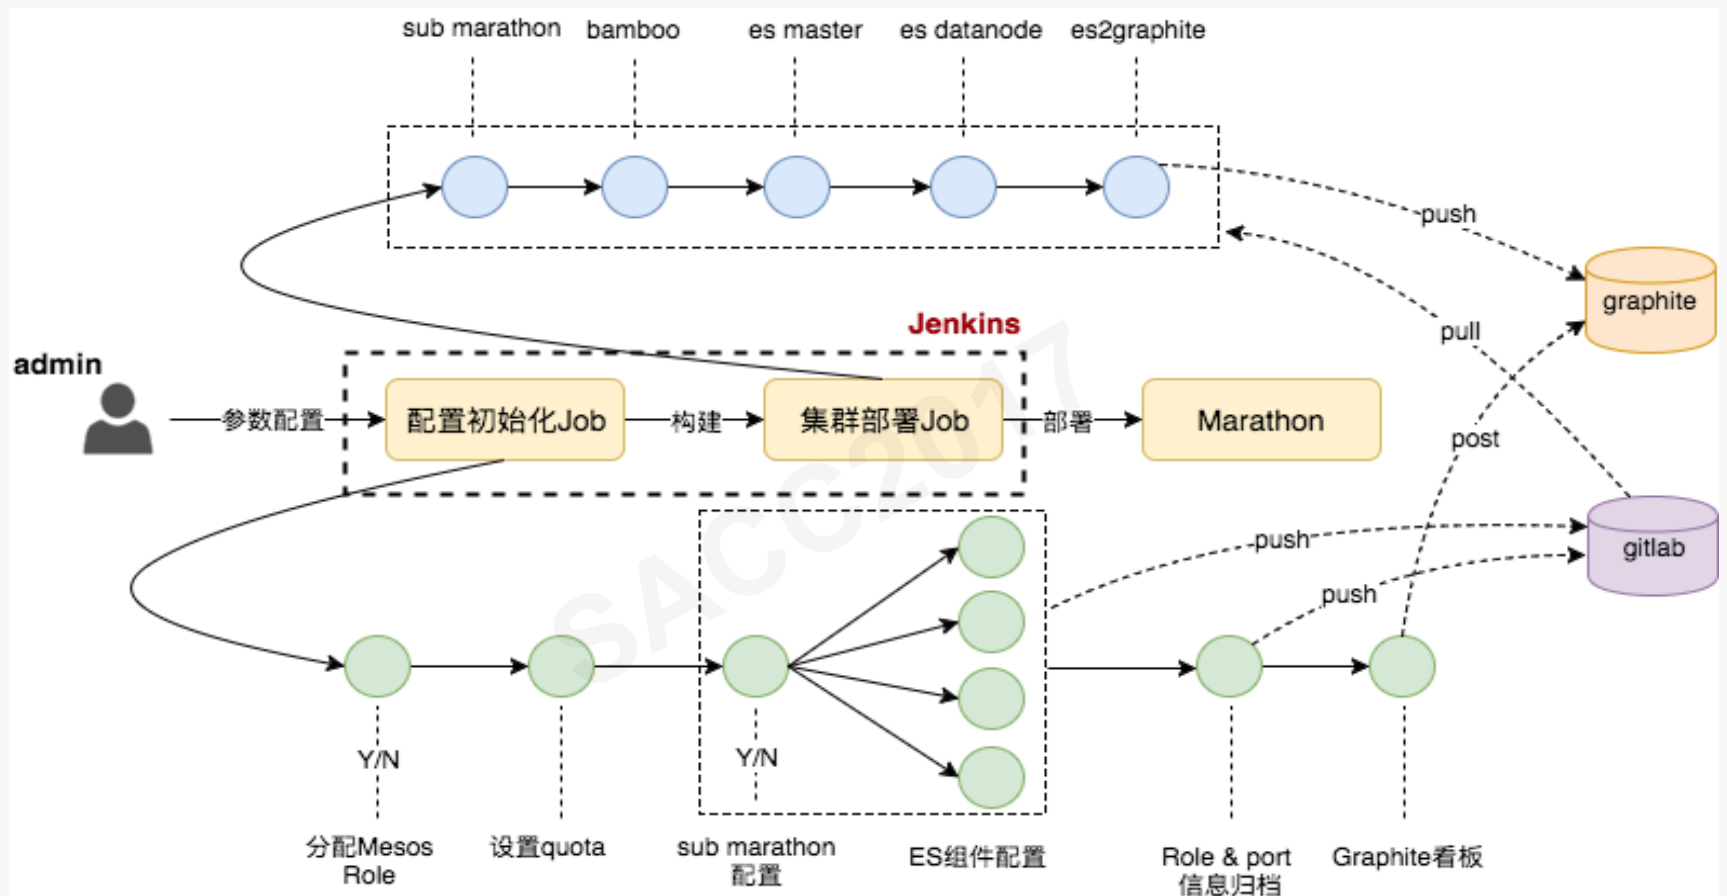 sub marathon
bamboo
es master
es datanode
es2graphite
push
graphite
pull
Jenkins
admin
参数配置
配置初始化Job
构建
集群部署Job
部署
Marathon
post
SACC2017
push
gitlab
push
Y/N
Y/N
分配Mesos
Role
设置quota
sub marathon
配置
ES组件配置
Role & port
信息归档
Graphite看板